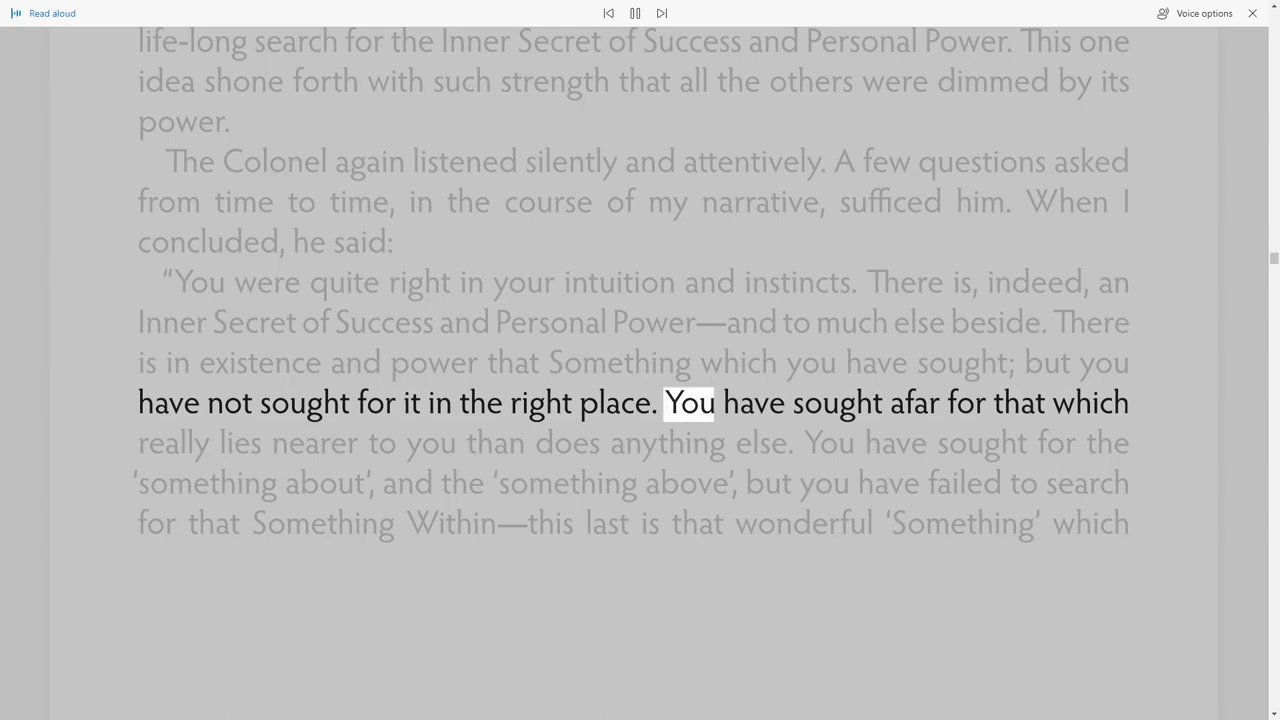 Read aloud
Voice options
life-long search for the Inner Secret of Success and Personal Power. This one
idea shone forth with such strength that all the others were dimmed by its
power.
The Colonel again listened silently and attentively. A few questions asked
from time to time, in the course of my narrative, sufficed him. When I
concluded, he said:
“You were quite right in your intuition and instincts. There is, indeed, an
Inner Secret of Success and Personal Power—and to much else beside. There
is in existence and power that Something which you have sought; but you
have not sought for it in the right place. You have sought afar for that which
really lies nearer to you than does anything else. You have sought for the
‘something about’, and the ‘something above’, but you have failed to search
for that Something Within—this last is that wonderful ‘Something’ which